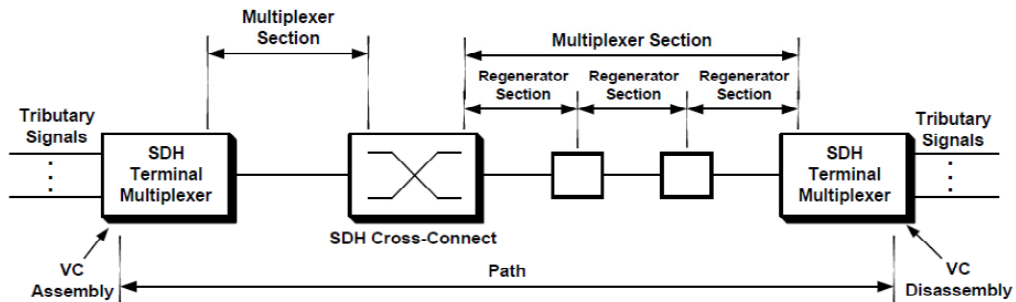 Multiplexer
Section
Multiplexer Section
Regenerator
Section
Regenerator
Section
Regenerator
Section
Tributary
Signals
SDH
Terminal
Multiplexer
SDH Cross-Connect
SDH
Terminal
Multiplexer
Tributary
Signals
VC
Assembly
Path
VC
Disassembly